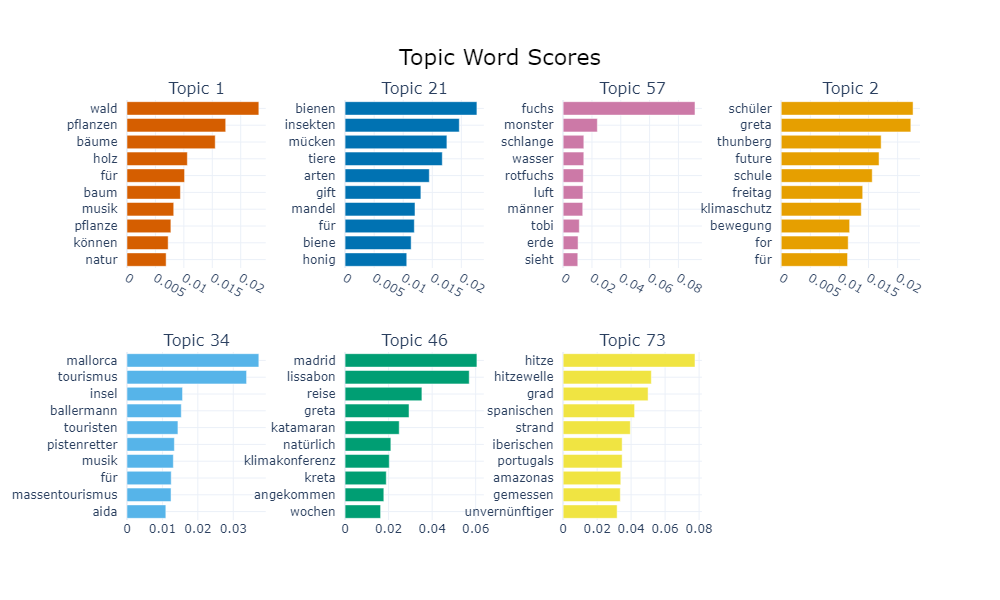 Topic Word Scores
Topic 1
wald
pflanzen
bäume
holz
für
baum
musik
pflanze
können
natur
0 0.005 0.01 0.015 0.02
Topic 21
bienen
insekten
mücken
tiere
arten
gift
mandel
für
biene
honig
0 0.005 0.01 0.015 0.02
Topic 57
fuchs
monster
schlange
wasser
rotfuchs
luft
männer
tobi
erde
sieht
0 0.02 0.04 0.06 0.08
Topic 2
schüler
greta
thunberg
future
schule
freitag
klimaschutz
bewegung
for
für
0 0.005 0.01 0.015 0.02
Topic 34
mallorca
tourismus
insel
ballermann
touristen
pistenretter
musik
für
massentourismus
aida
0 0.01 0.02 0.03
Topic 46
madrid
lissabon
reise
greta
katamaran
natürlich
klimakonferenz
kreta
angekommen
wochen
0 0.02 0.04 0.06
Topic 73
hitze
hitzewelle
grad
spanischen
strand
iberischen
portugals
amazonas
gemessen
unvernünftiger
0 0.02 0.04 0.06 0.08